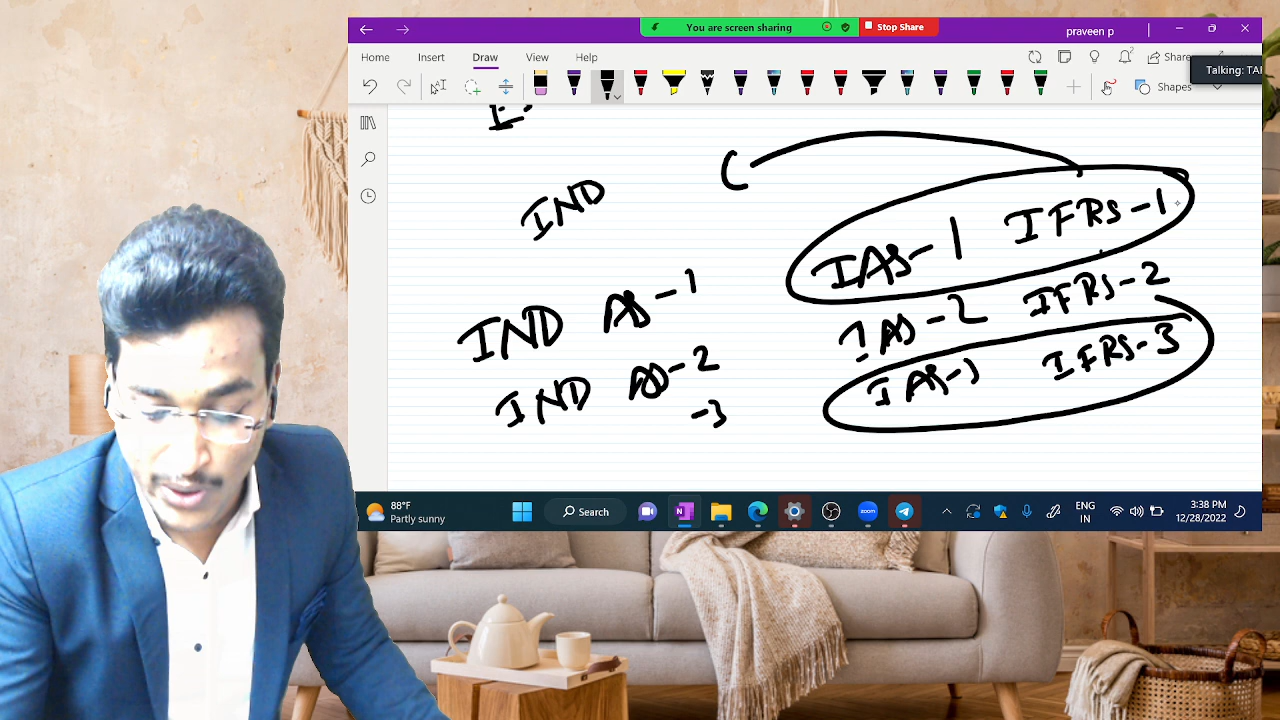 You are screen sharing Stop Share
praveen p
Home Insert Draw View Help
Share
Talking: TAI
Shapes
E.
IND
IAS-1 IFRS-1
IND AS-1
IAS-2 IFRS-2
IND AS-2
IAS-3 IFRS-3
-3
88°F
Partly sunny
Search
zoom
ENG
IN
3:38 PM
12/28/2022